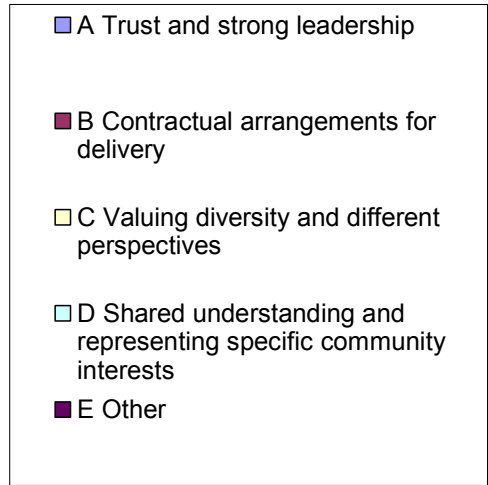 A Trust and strong leadership
B Contractual arrangements for
delivery
C Valuing diversity and different
perspectives
D Shared understanding and
representing specific community
interests
E Other